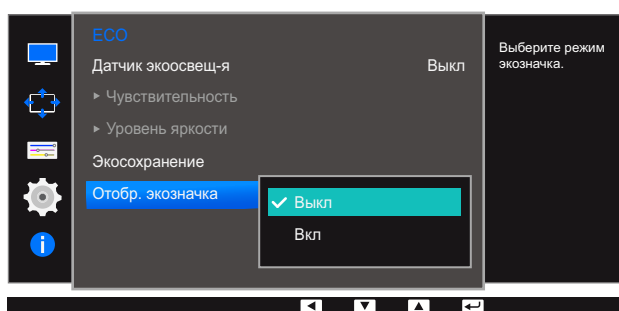 ECO
Датчик экоосвещ-я Выкл
▸ Чувствительность
▸ Уровень яркости
Экосохранение
Отобр. экозначка
✓ Выкл
Вкл
Выберите режим
экозначка.